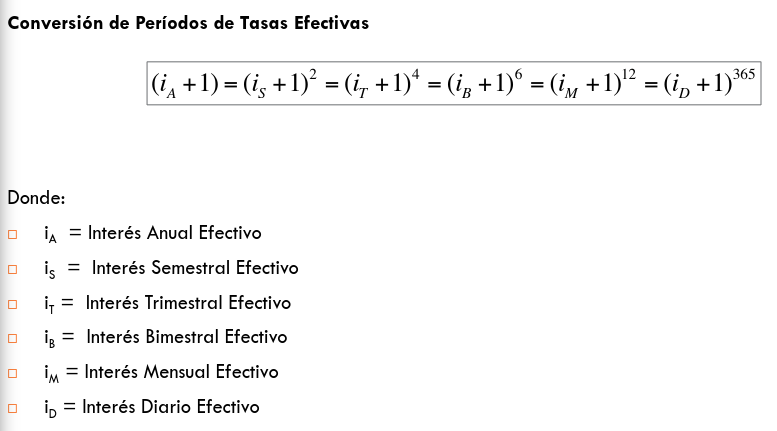 Conversión de Períodos de Tasas Efectivas
(i_A + 1) = (i_S + 1)^2 = (i_T + 1)^4 = (i_B + 1)^6 = (i_M + 1)^12 = (i_D + 1)^365
Donde:
i_A = Interés Anual Efectivo
i_S = Interés Semestral Efectivo
i_T = Interés Trimestral Efectivo
i_B = Interés Bimestral Efectivo
i_M = Interés Mensual Efectivo
i_D = Interés Diario Efectivo